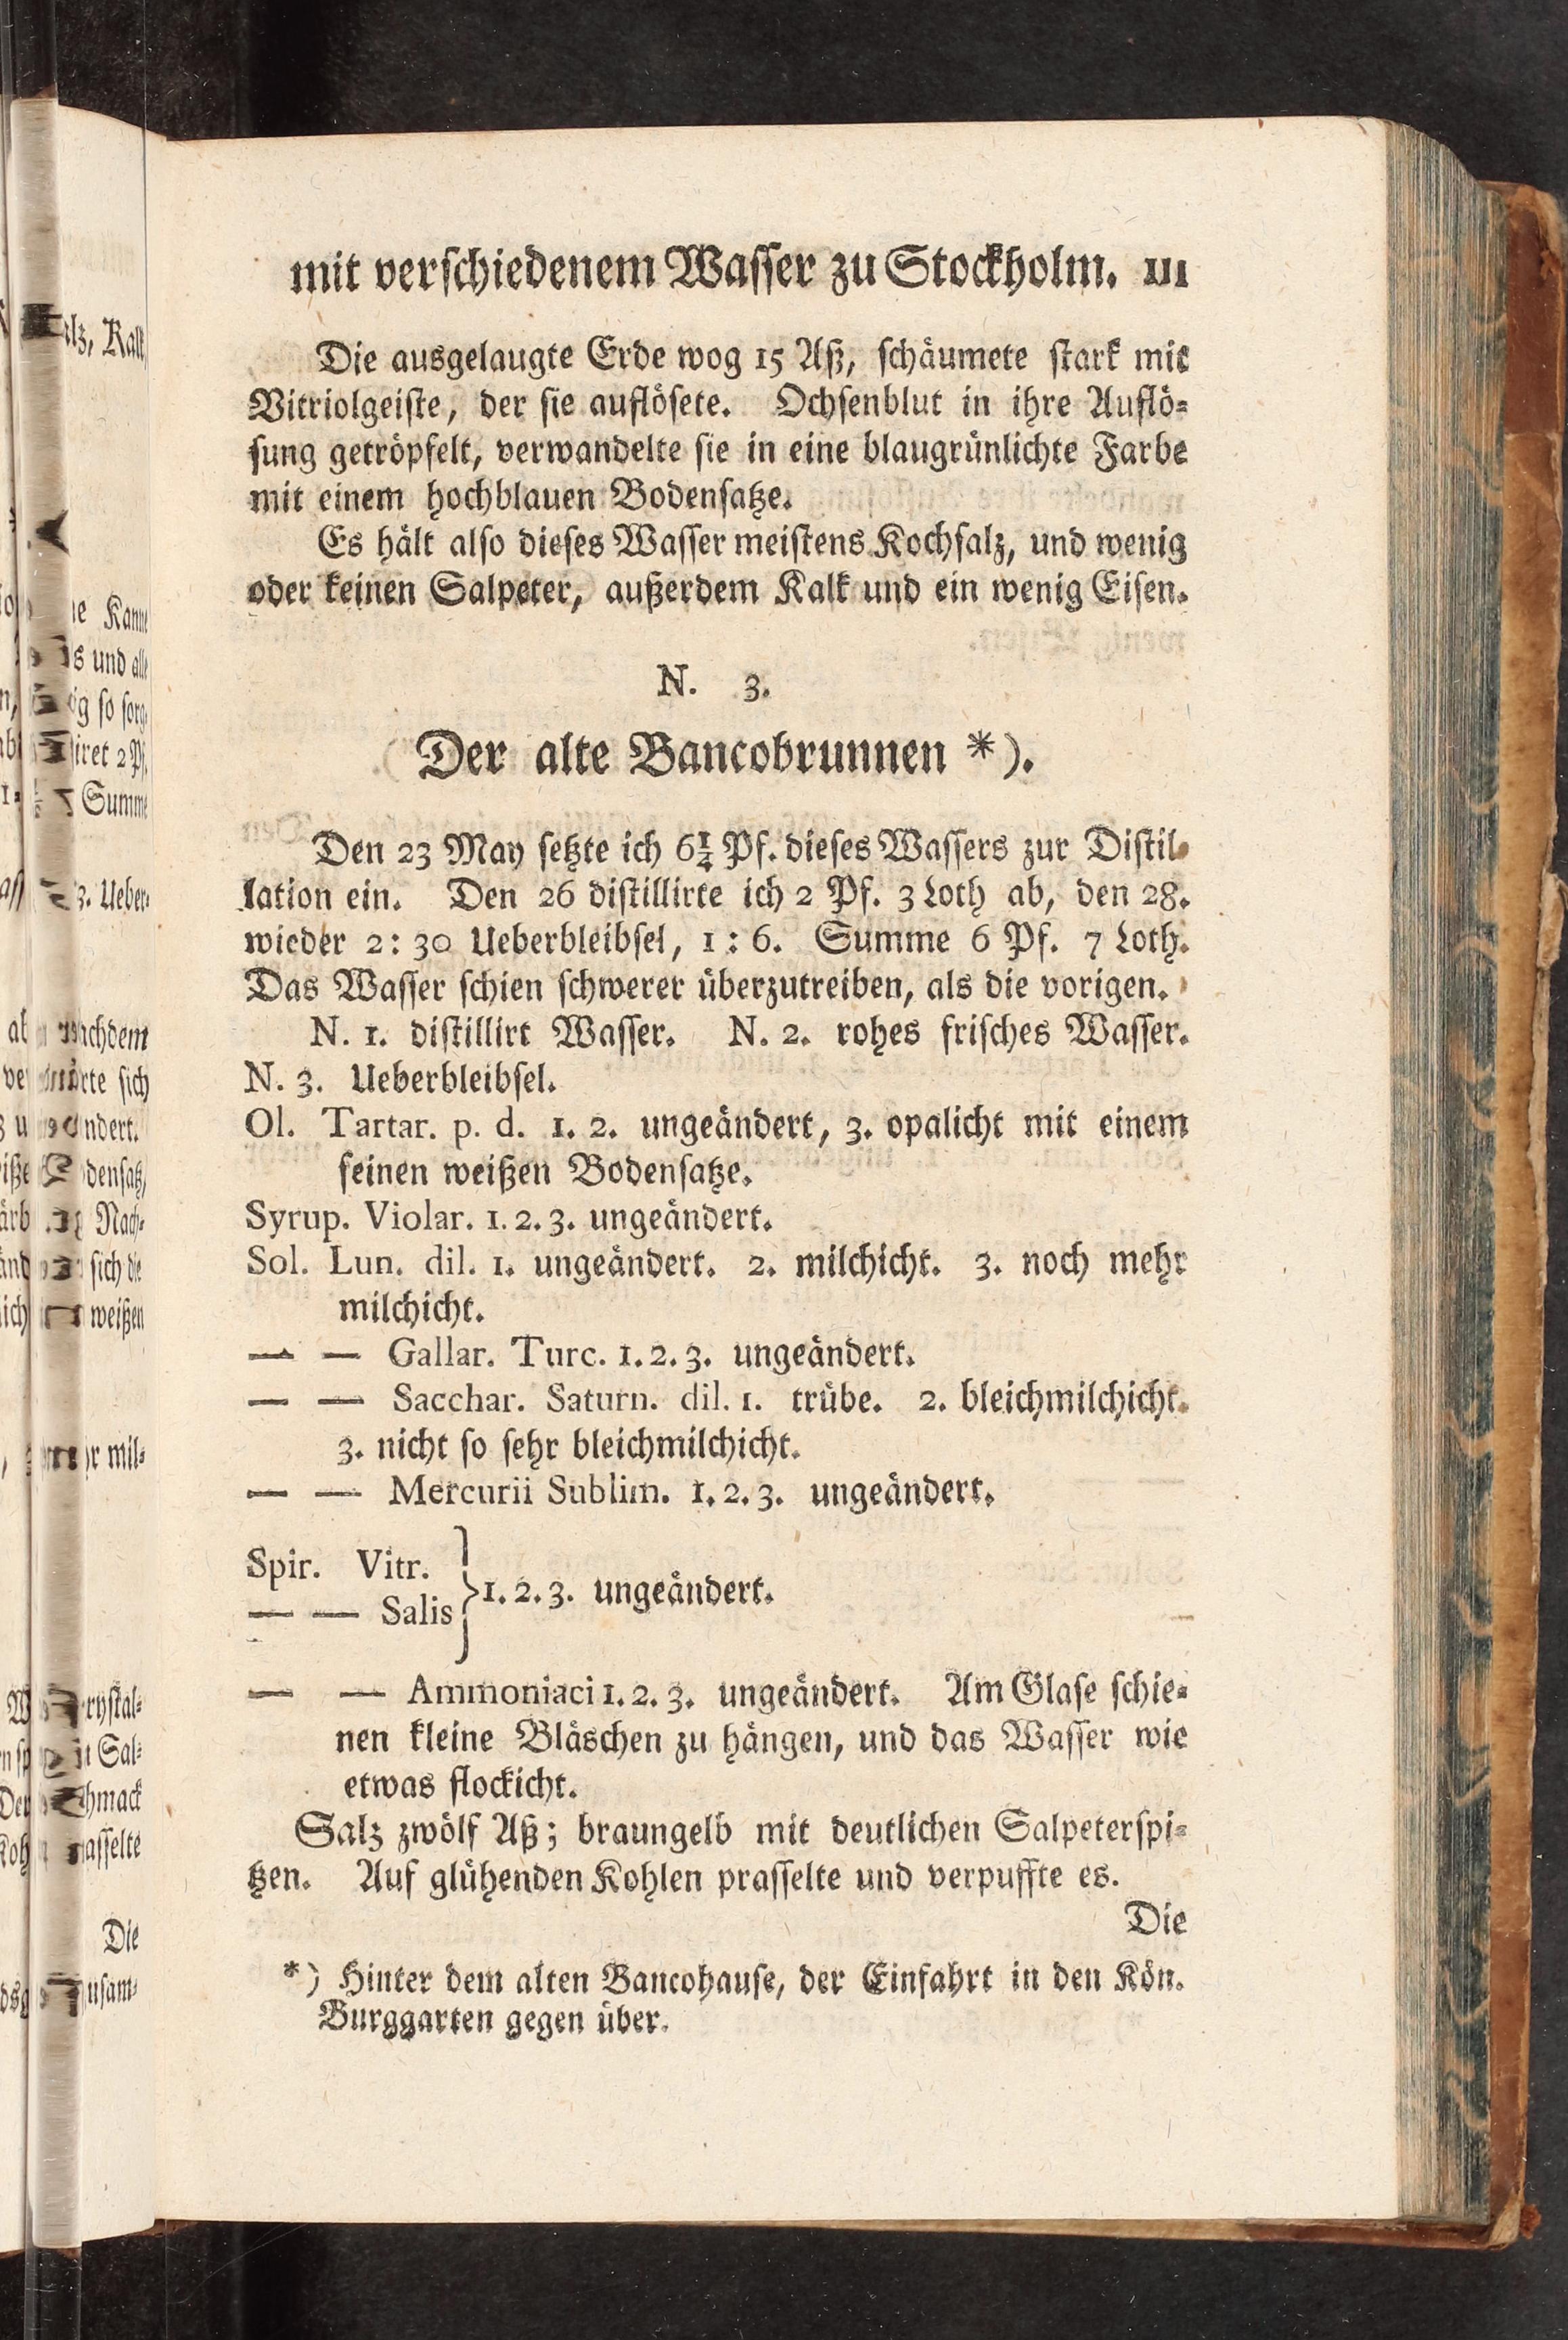 mit verschiedenem Wasser zu Stockholm. 111
Die ausgelaugte Erde wog 15 Aß, schäumete stark mit
Vitriolgeiste, der sie auflösete. Ochsenblut in ihre Auflö-
sung getröpfelt, verwandelte sie in eine blaugrünlichte Farbe
mit einem hochblauen Bodensatze.
Es hält also dieses Wasser meistens Kochsalz, und wenig
oder keinen Salpeter, außerdem Kalk und ein wenig Eisen.
N. 3.
Der alte Bancobrunnen *).
Den 23 May setzte ich 6¼ Pf. dieses Wassers zur Distil-
lation ein. Den 26 distillirte ich 2 Pf. 3 Loth ab, den 28.
wieder 2: 30 Ueberbleibsel, 1 : 6. Summe 6 Pf. 7 Loth.
Das Wasser schien schwerer überzutreiben, als die vorigen.
N. 1. distillirt Wasser. N. 2. rohes frisches Wasser.
N. 3. Ueberbleibsel.
Ol. Tartar. p. d. 1. 2. ungeändert, 3. opalicht mit einem
feinen weißen Bodensatze.
Syrup. Violar. 1. 2. 3. ungeändert.
Sol. Lun. dil. 1. ungeändert. 2. milchicht. 3. noch mehr
milchicht.
— — Gallar. Turc. 1. 2. 3. ungeändert.
— — Sacchar. Saturn. dil. 1. trübe. 2. bleichmilchicht.
3. nicht so sehr bleichmilchicht.
— — Mercurii Sublim. 1. 2. 3. ungeändert.
Spir. Vitr.
— — Salis } 1. 2. 3. ungeändert.
— — Ammoniaci 1. 2. 3. ungeändert. Am Glase schie-
nen kleine Bläschen zu hängen, und das Wasser wie
etwas flockicht.
Salz zwölf Aß; braungelb mit deutlichen Salpeterspi-
tzen. Auf glühenden Kohlen prasselte und verpuffte es.
Die
*) Hinter dem alten Bancohause, der Einfahrt in den Kön.
Burggarten gegen über.